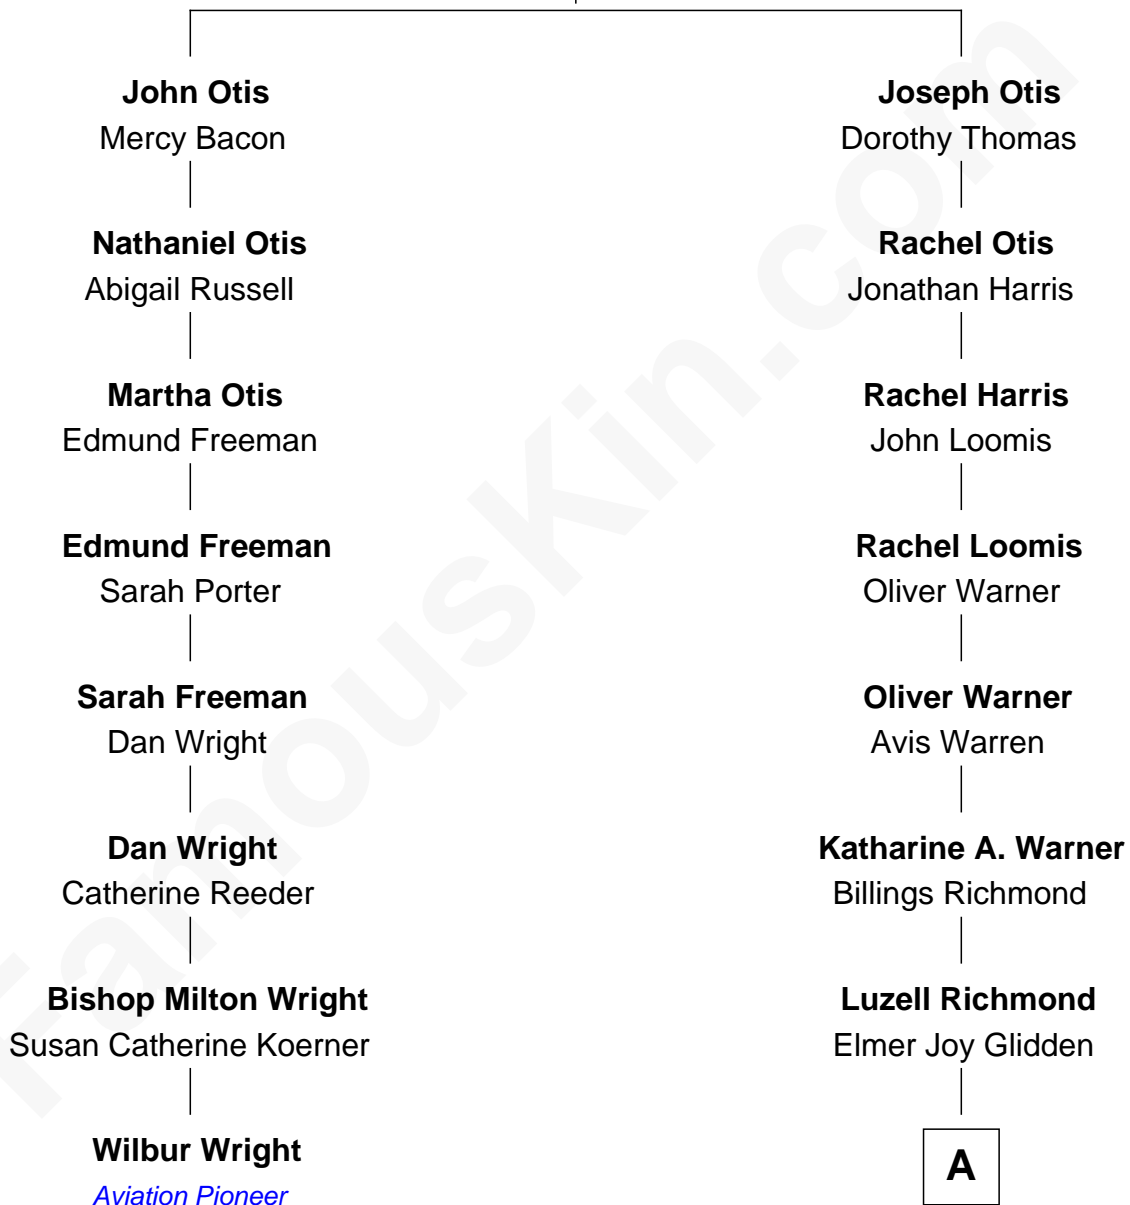 John Otis
Mercy Bacon
Nathaniel Otis
Abigail Russell
Martha Otis
Edmund Freeman
Edmund Freeman
Sarah Porter
Sarah Freeman
Dan Wright
Dan Wright
Catherine Reeder
Bishop Milton Wright
Susan Catherine Koerner
Wilbur Wright
Aviation Pioneer
Joseph Otis
Dorothy Thomas
Rachel Otis
Jonathan Harris
Rachel Harris
John Loomis
Rachel Loomis
Oliver Warner
Oliver Warner
Avis Warren
Katharine A. Warner
Billings Richmond
Luzell Richmond
Elmer Joy Glidden
A
FamousKin.com